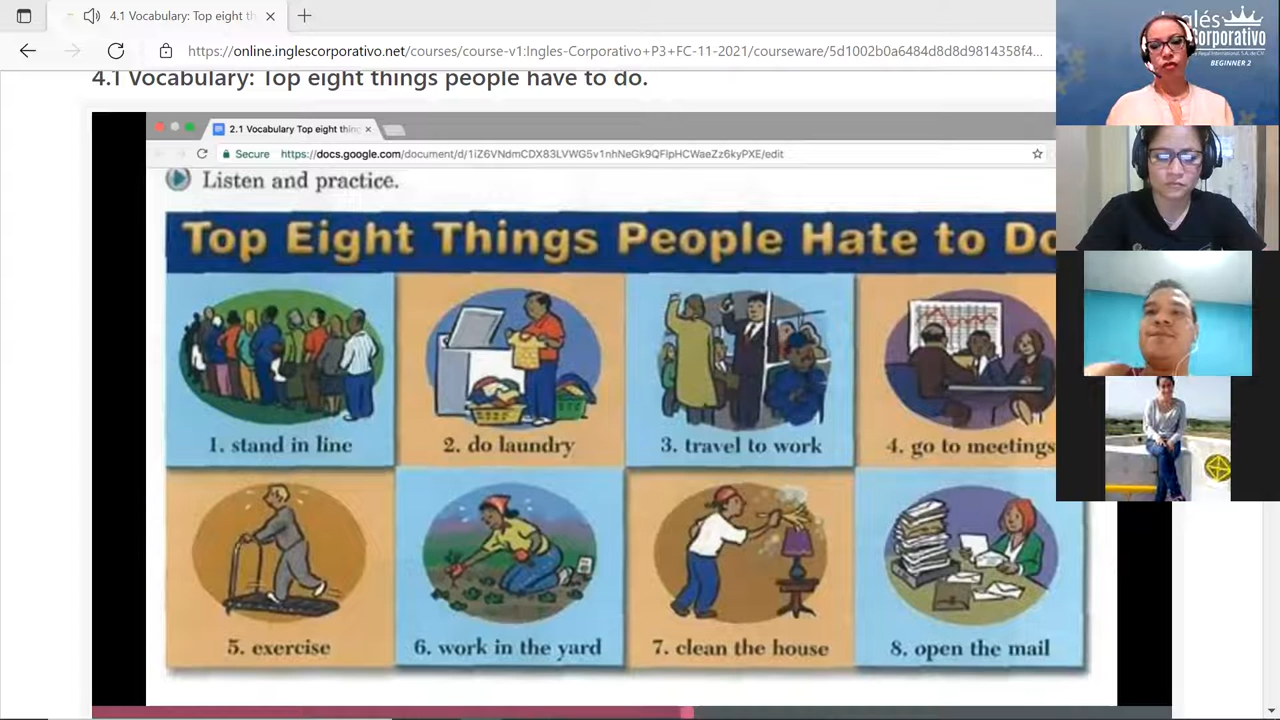 4.1 Vocabulary: Top eight th
https://online.inglescorporativo.net/courses/course-v1:Ingles-Corporativo+P3+FC-11-2021/courseware/5d1002b0a6484d8d8d9814358f4...
4.1 Vocabulary: Top eight things people have to do.
2.1 Vocabulary Top eight thin
Secure https://docs.google.com/document/d/1iZ6VNdmCDX83LVWG5v1nhNeGk9QFlpHCWaeZz6kyPXE/edit
Listen and practice.
Top Eight Things People Hate to Do
1. stand in line
2. do laundry
3. travel to work
4. go to meetings
5. exercise
6. work in the yard
7. clean the house
8. open the mail
BEGINNER 2